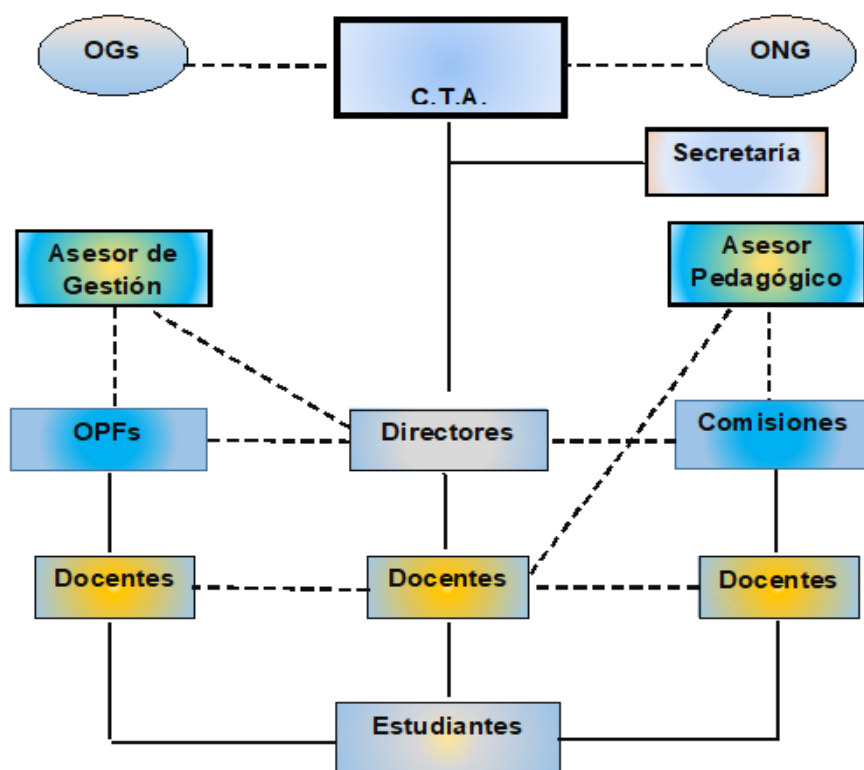 OGs
ONG
C.T.A.
Secretaría
Asesor de
Gestión
Asesor
Pedagógico
OPFs
Directores
Comisiones
Docentes
Docentes
Docentes
Estudiantes